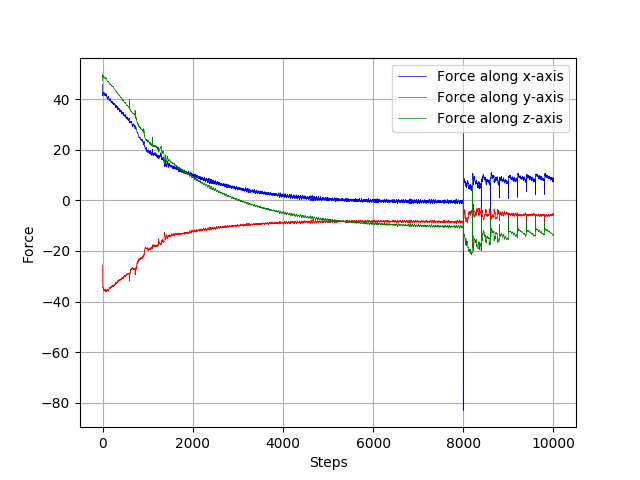 Force along x-axis
Force along y-axis
Force along z-axis
40
20
0
−20
−40
−60
−80
Force
0
2000
4000
6000
8000
10000
Steps